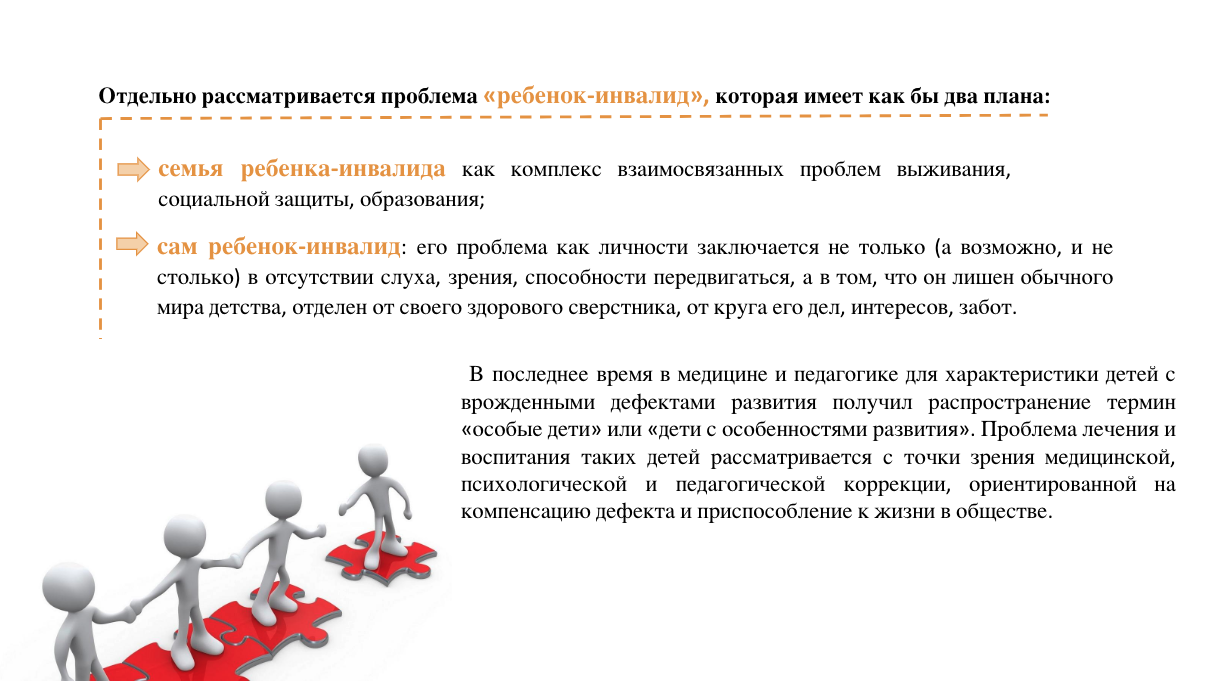 Отдельно рассматривается проблема «ребенок-инвалид», которая имеет как бы два плана:
семья ребенка-инвалида как комплекс взаимосвязанных проблем выживания,
социальной защиты, образования;
сам ребенок-инвалид: его проблема как личности заключается не только (а возможно, и не
столько) в отсутствии слуха, зрения, способности передвигаться, а в том, что он лишен обычного
мира детства, отделен от своего здорового сверстника, от круга его дел, интересов, забот.
В последнее время в медицине и педагогике для характеристики детей с
врожденными дефектами развития получил распространение термин
«особые дети» или «дети с особенностями развития». Проблема лечения и
воспитания таких детей рассматривается с точки зрения медицинской,
психологической и педагогической коррекции, ориентированной на
компенсацию дефекта и приспособление к жизни в обществе.